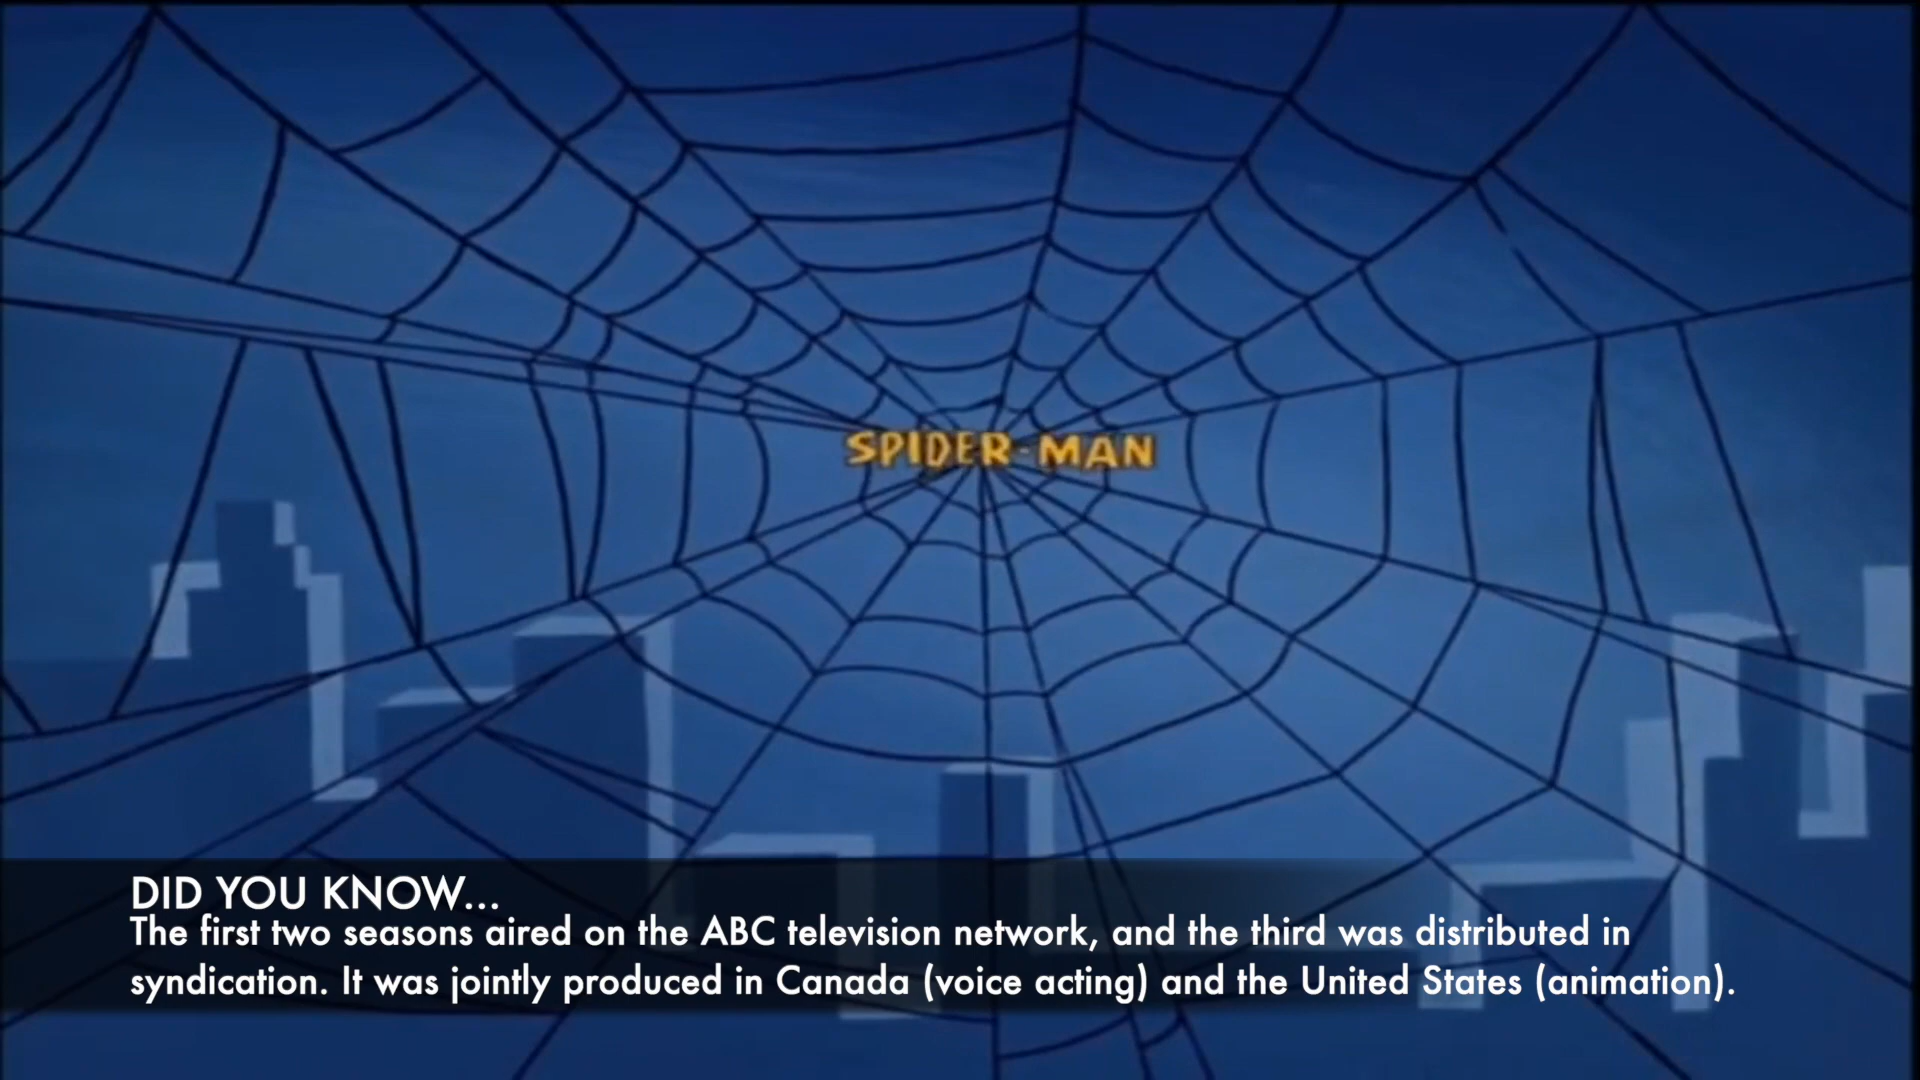 SPIDER-MAN
DID YOU KNOW...
The first two seasons aired on the ABC television network, and the third was distributed in
syndication. It was jointly produced in Canada (voice acting) and the United States (animation).